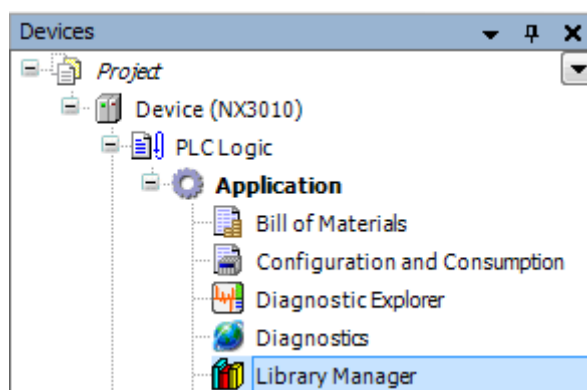 Devices
Project
Device (NX3010)
PLC Logic
Application
Bill of Materials
Configuration and Consumption
Diagnostic Explorer
Diagnostics
Library Manager